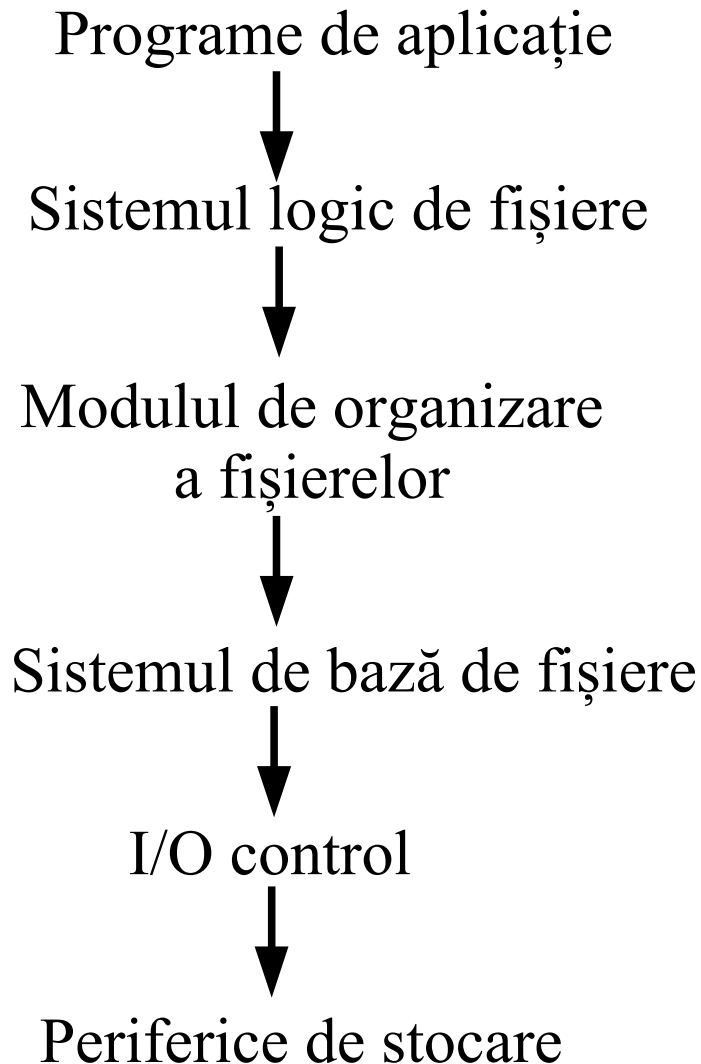 Programe de aplicație
Sistemul logic de fișiere
Modulul de organizare
a fișierelor
Sistemul de bază de fișiere
I/O control
Periferice de stocare